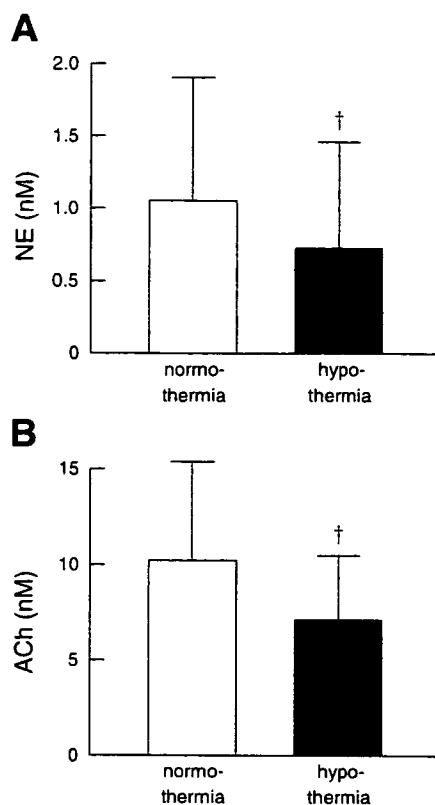 A
2.0
1.5
1.0
0.5
0
NE (nM)
†
normo-
thermia
hypo-
thermia
B
15
10
5
0
ACh (nM)
†
normo-
thermia
hypo-
thermia